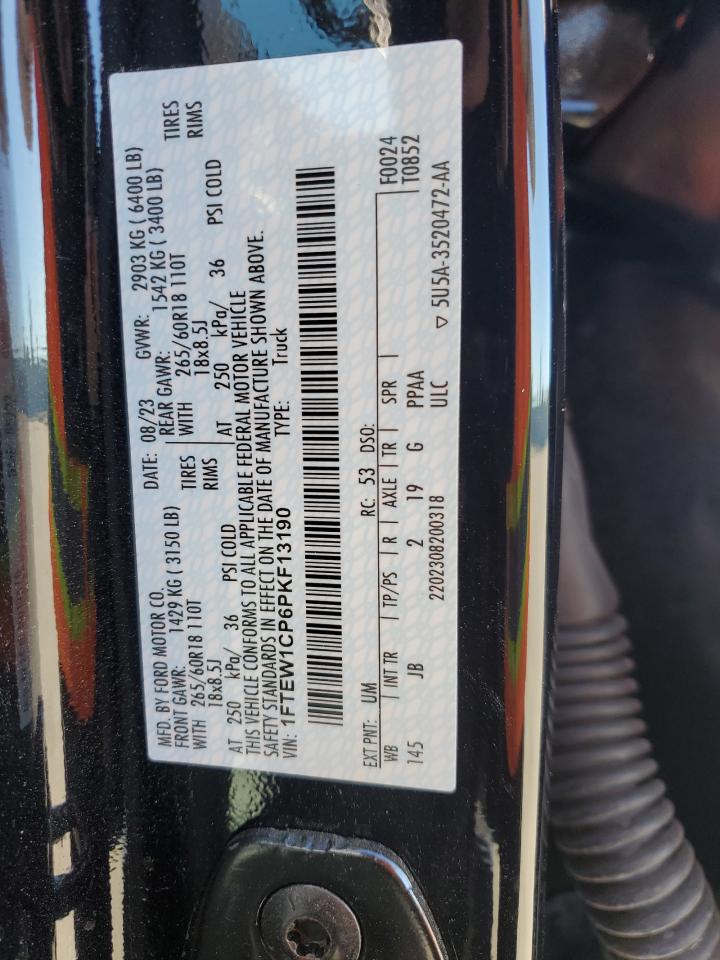 MFD. BY FORD MOTOR CO.
DATE: 08/23 GVWR: 2903 KG ( 6400 LB)
FRONT GAWR: 1429 KG ( 3150 LB) REAR GAWR: 1542 KG ( 3400 LB)
WITH 265/60R18 110T TIRES WITH 265/60R18 110T TIRES
18x8.5J RIMS 18x8.5J RIMS
AT 250 kPa/ 36 PSI COLD AT 250 kPa/ 36 PSI COLD
THIS VEHICLE CONFORMS TO ALL APPLICABLE FEDERAL MOTOR VEHICLE
SAFETY STANDARDS IN EFFECT ON THE DATE OF MANUFACTURE SHOWN ABOVE.
VIN: 1FTEW1CP6PKF13190 TYPE: Truck
EXT PNT: UM RC: 53 DSO: F0024
WB INT TR TP/PS R AXLE TR SPR T0852
145 JB 2 19 G PPAA
2202308200318 ULC
▽ 5U5A-3520472-AA